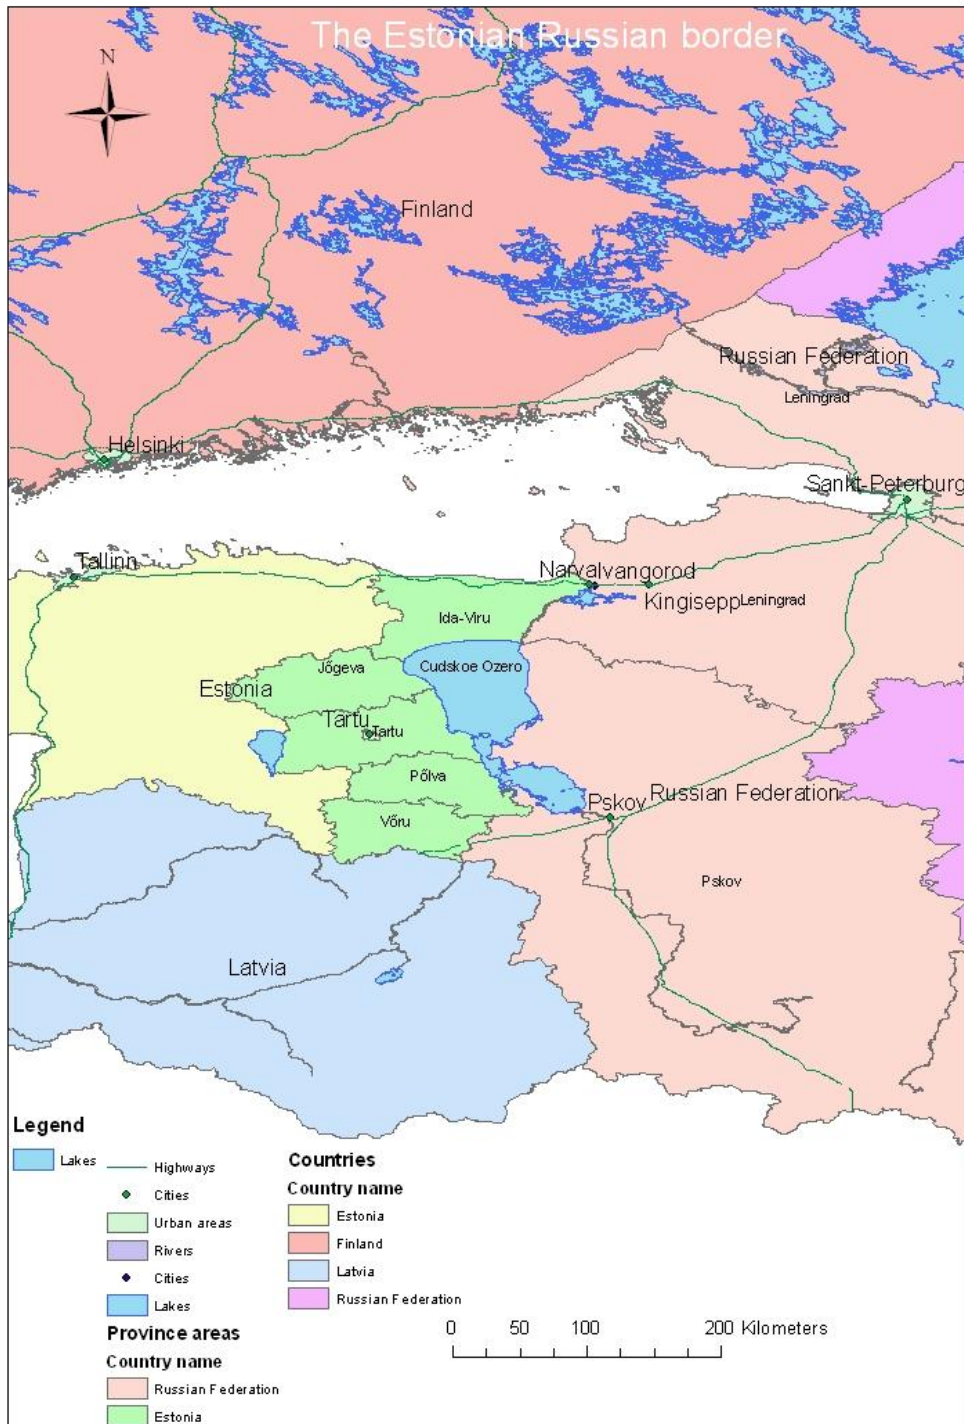 The Estonian Russian border
N
Finland
Russian Federation
Leningrad
Helsinki
Sankt-Peterburg
Tallinn
NarvaIvangorod
Kingisepp
Leningrad
Ida-Viru
Jõgeva
Cudskoe Ozero
Estonia
Tartu
Tartu
Põlva
Russian Federation
Pskov
Võru
Pskov
Latvia
Legend
Lakes
Highways
Cities
Urban areas
Rivers
Cities
Lakes
Province areas
Country name
Russian Federation
Estonia
Countries
Country name
Estonia
Finland
Latvia
Russian Federation
0 50 100 200 Kilometers